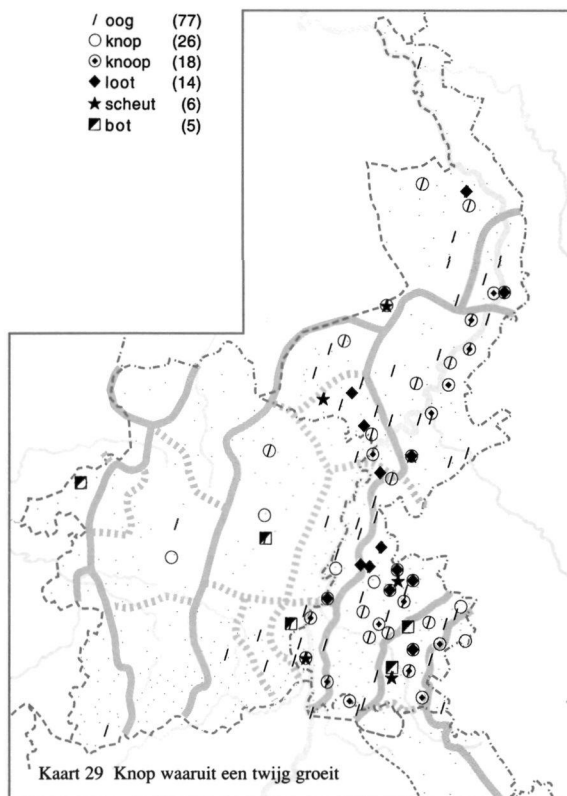 oog (77)
knop (26)
knoop (18)
loot (14)
scheut (6)
bot (5)
Kaart 29 Knop waaruit een twijg groeit